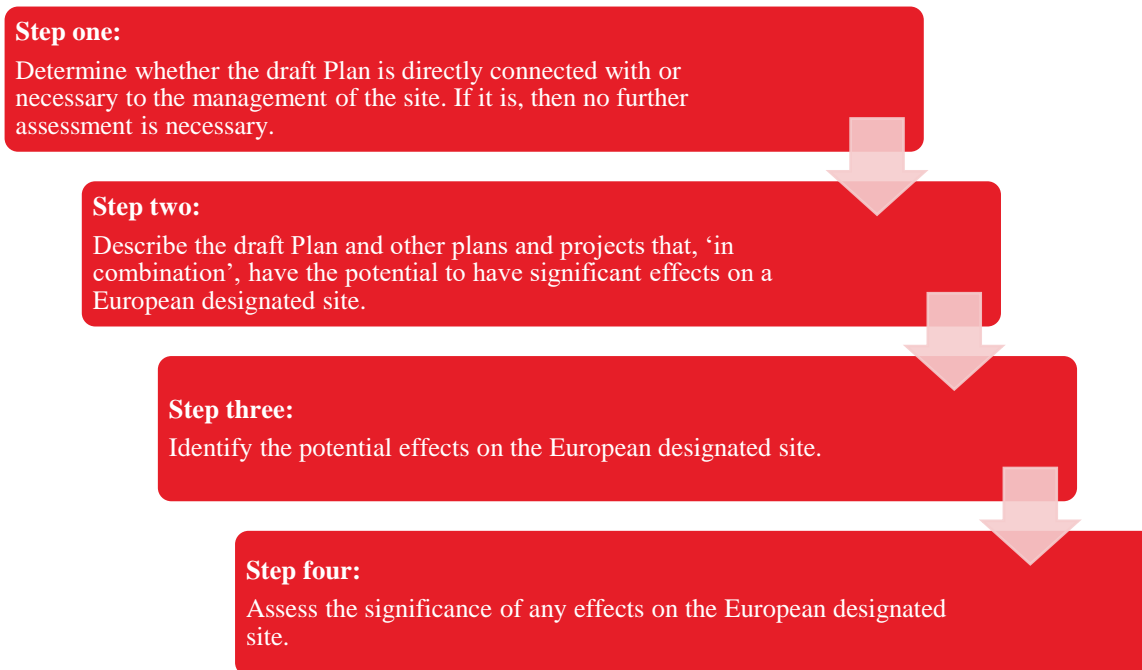 Step one:
Determine whether the draft Plan is directly connected with or
necessary to the management of the site. If it is, then no further
assessment is necessary.
Step two:
Describe the draft Plan and other plans and projects that, ‘in
combination’, have the potential to have significant effects on a
European designated site.
Step three:
Identify the potential effects on the European designated site.
Step four:
Assess the significance of any effects on the European designated
site.